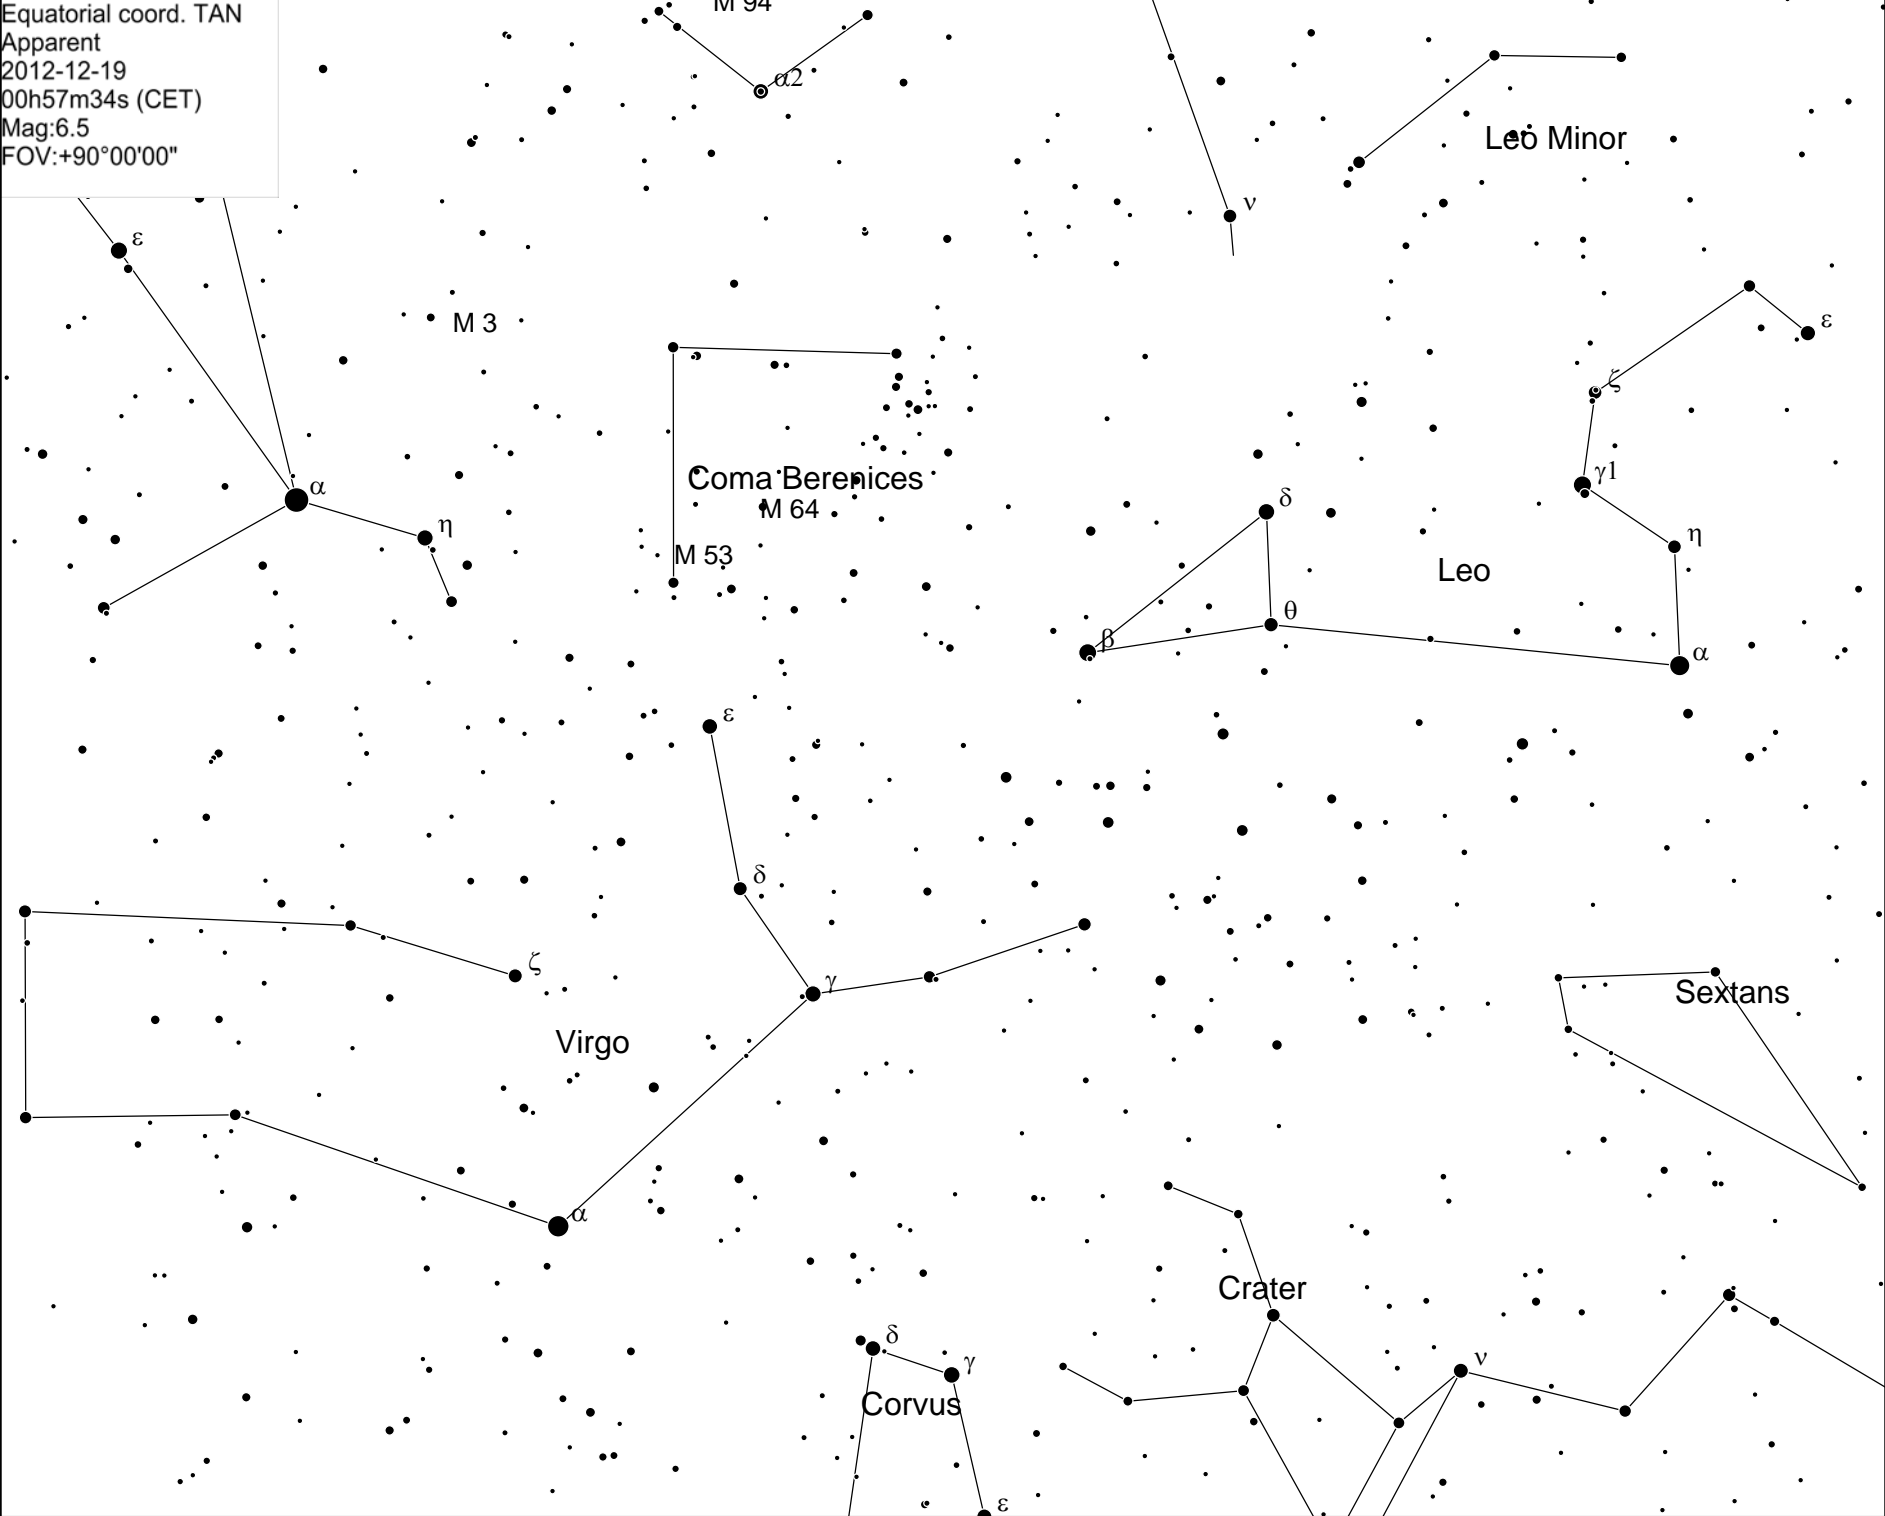 Equatorial coord. TAN
Apparent
2012-12-19
00h57m34s (CET)
Mag:6.5
FOV:+90°00'00"
M 94
α2
Leo Minor
ν
ε
M 3
ε
ζ
α
η
Coma Berenices
M 64
M 53
γ1
δ
η
Leo
θ
β
α
ε
δ
ζ
γ
Virgo
Sextans
α
Crater
δ
γ
ν
Corvus
ε